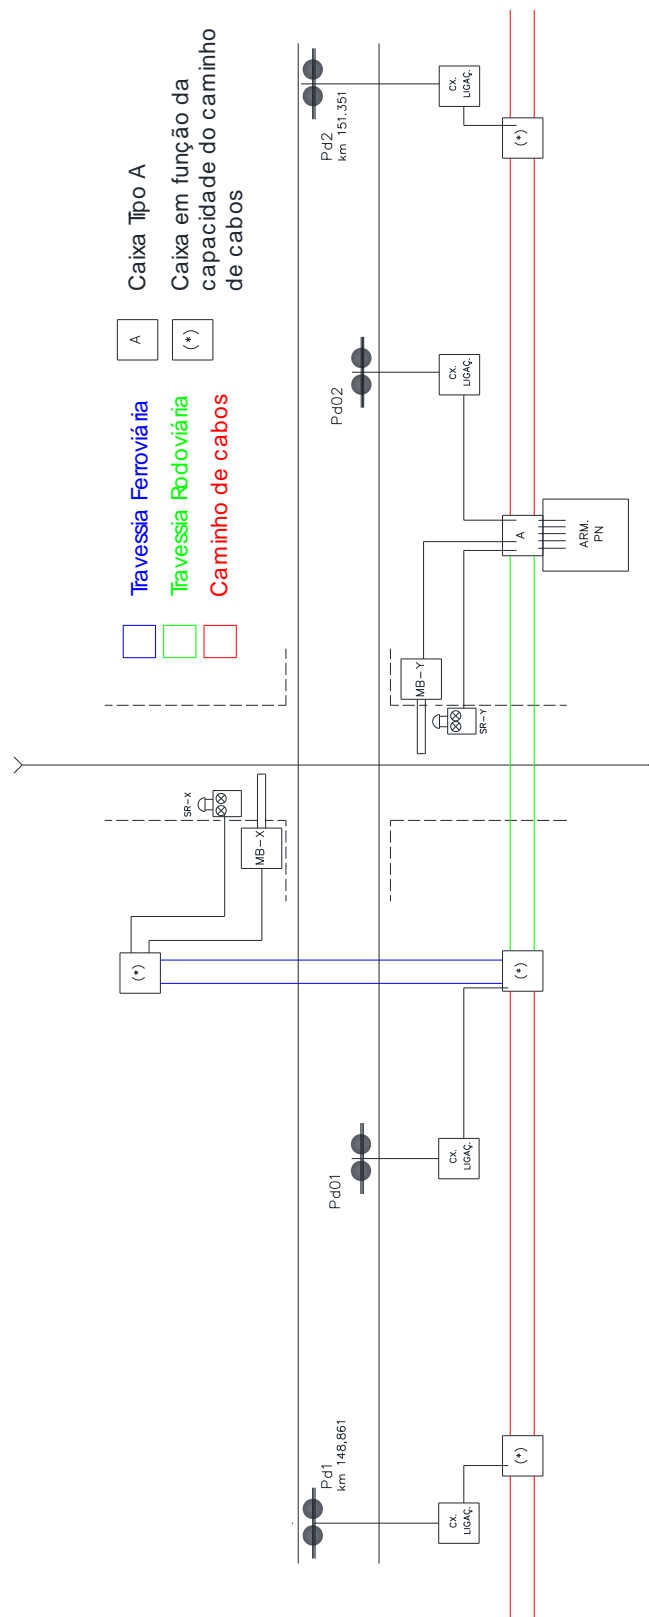 Travessia Ferroviária
Travessia Rodoviária
Caminho de cabos
A
Caixa Tipo A
(*)
Caixa em função da
capacidade do caminho
de cabos
SR-X
MB-X
(*)
Pd1
km 148,861
Pd01
Pd02
Pd2
km 151.351
MB-Y
SR-Y
CX.
LIGAÇ.
CX.
LIGAÇ.
CX.
LIGAÇ.
CX.
LIGAÇ.
(*)
(*)
A
(*)
ARM.
PN